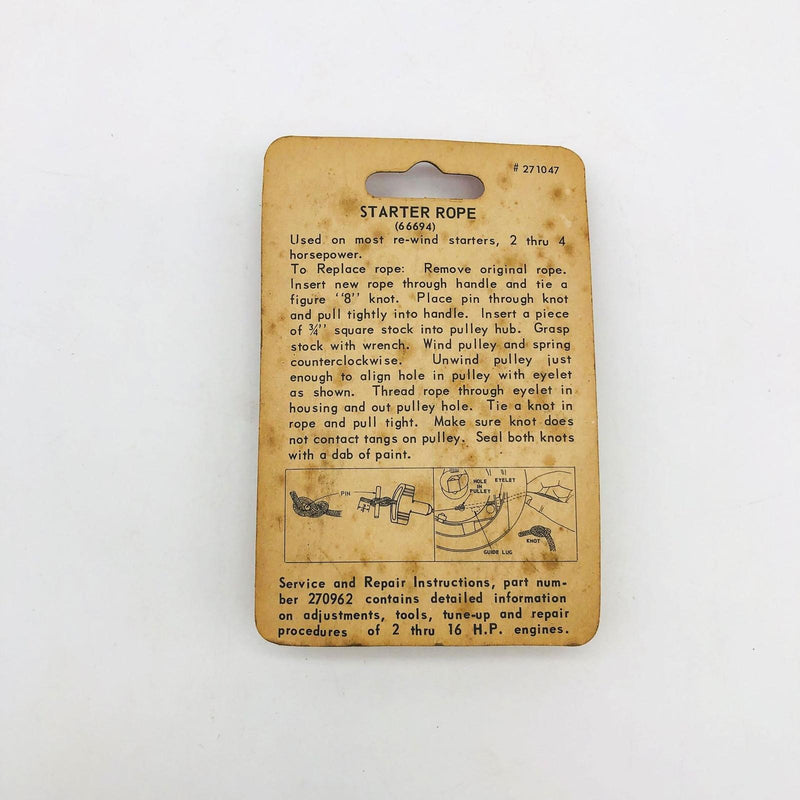 # 271047
STARTER ROPE
(66694)
Used on most re-wind starters, 2 thru 4
horsepower.
To Replace rope: Remove original rope.
Insert new rope through handle and tie a
figure "8" knot. Place pin through knot
and pull tightly into handle. Insert a piece
of ¾" square stock into pulley hub. Grasp
stock with wrench. Wind pulley and spring
counterclockwise. Unwind pulley just
enough to align hole in pulley with eyelet
as shown. Thread rope through eyelet in
housing and out pulley hole. Tie a knot in
rope and pull tight. Make sure knot does
not contact tangs on pulley. Seal both knots
with a dab of paint.
PIN
HOLE
IN
PULLEY
EYELET
KNOT
GUIDE LUG
Service and Repair Instructions, part num-
ber 270962 contains detailed information
on adjustments, tools, tune-up and repair
procedures of 2 thru 16 H.P. engines.